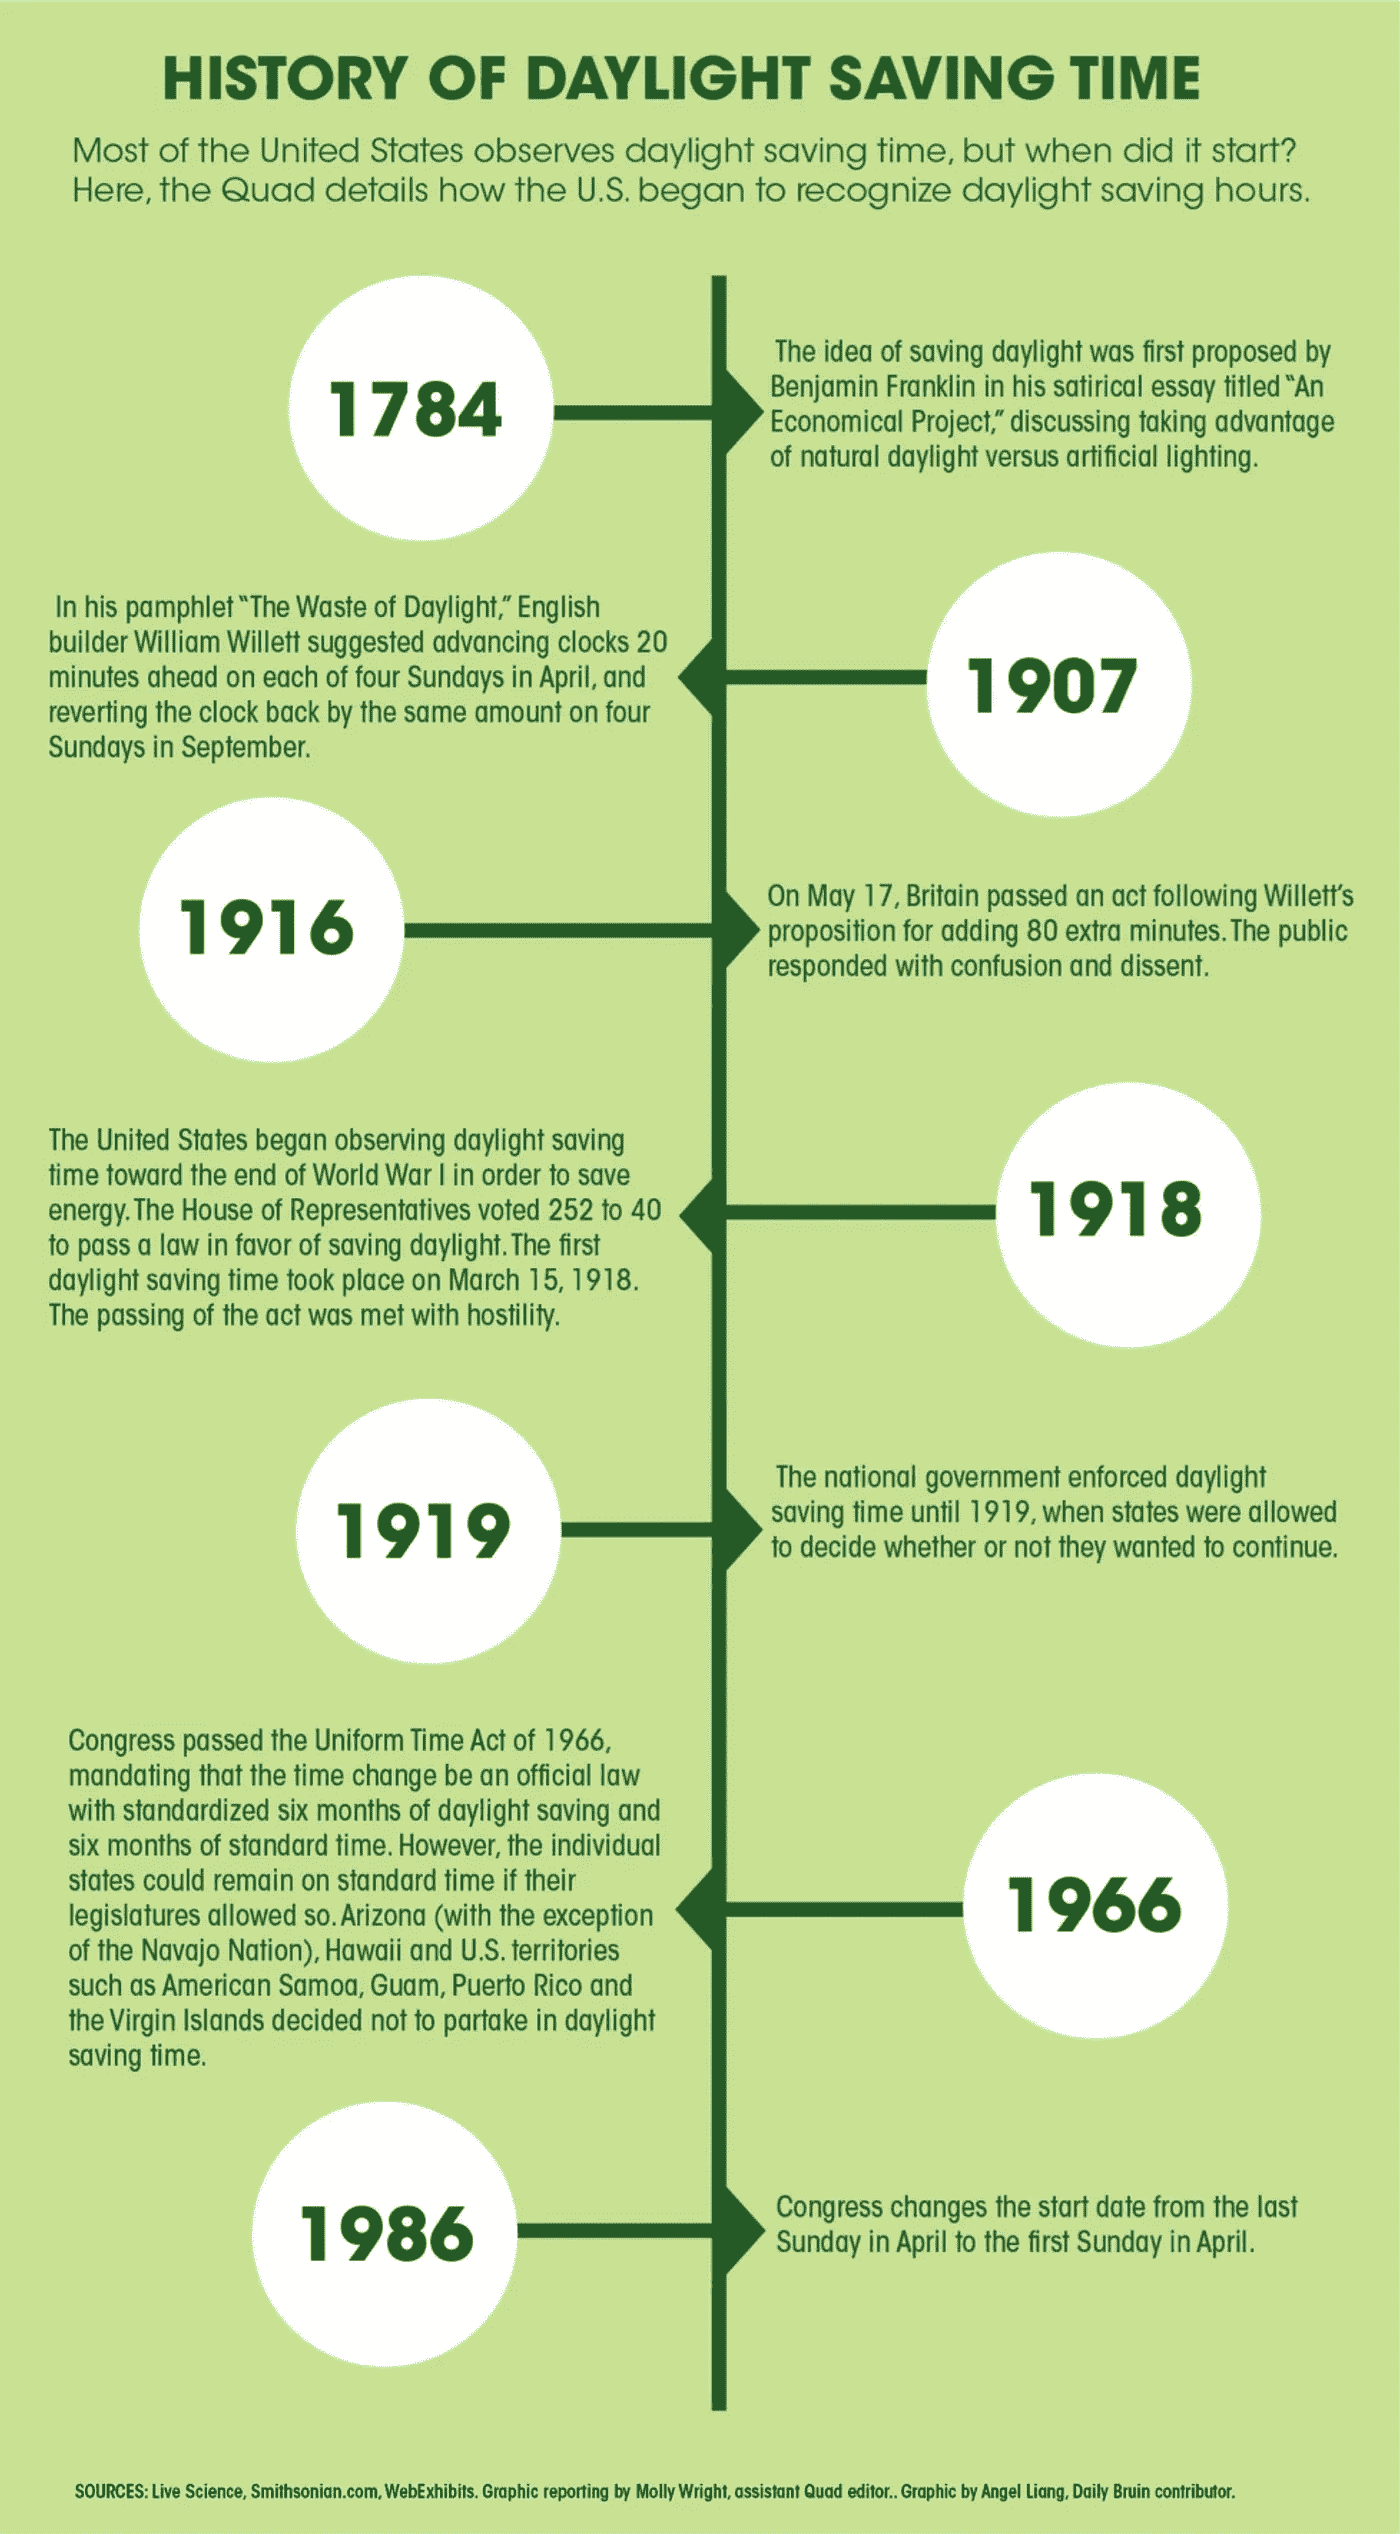 HISTORY OF DAYLIGHT SAVING TIME
Most of the United States observes daylight saving time, but when did it start?
Here, the Quad details how the U.S. began to recognize daylight saving hours.
1784
The idea of saving daylight was first proposed by
Benjamin Franklin in his satirical essay titled “An
Economical Project,” discussing taking advantage
of natural daylight versus artificial lighting.
1907
In his pamphlet “The Waste of Daylight,” English
builder William Willett suggested advancing clocks 20
minutes ahead on each of four Sundays in April, and
reverting the clock back by the same amount on four
Sundays in September.
1916
On May 17, Britain passed an act following Willett’s
proposition for adding 80 extra minutes. The public
responded with confusion and dissent.
1918
The United States began observing daylight saving
time toward the end of World War I in order to save
energy. The House of Representatives voted 252 to 40
to pass a law in favor of saving daylight. The first
daylight saving time took place on March 15, 1918.
The passing of the act was met with hostility.
1919
The national government enforced daylight
saving time until 1919, when states were allowed
to decide whether or not they wanted to continue.
1966
Congress passed the Uniform Time Act of 1966,
mandating that the time change be an official law
with standardized six months of daylight saving and
six months of standard time. However, the individual
states could remain on standard time if their
legislatures allowed so. Arizona (with the exception
of the Navajo Nation), Hawaii and U.S. territories
such as American Samoa, Guam, Puerto Rico and
the Virgin Islands decided not to partake in daylight
saving time.
1986
Congress changes the start date from the last
Sunday in April to the first Sunday in April.
SOURCES: Live Science, Smithsonian.com, WebExhibits. Graphic reporting by Molly Wright, assistant Quad editor.. Graphic by Angel Liang, Daily Bruin contributor.